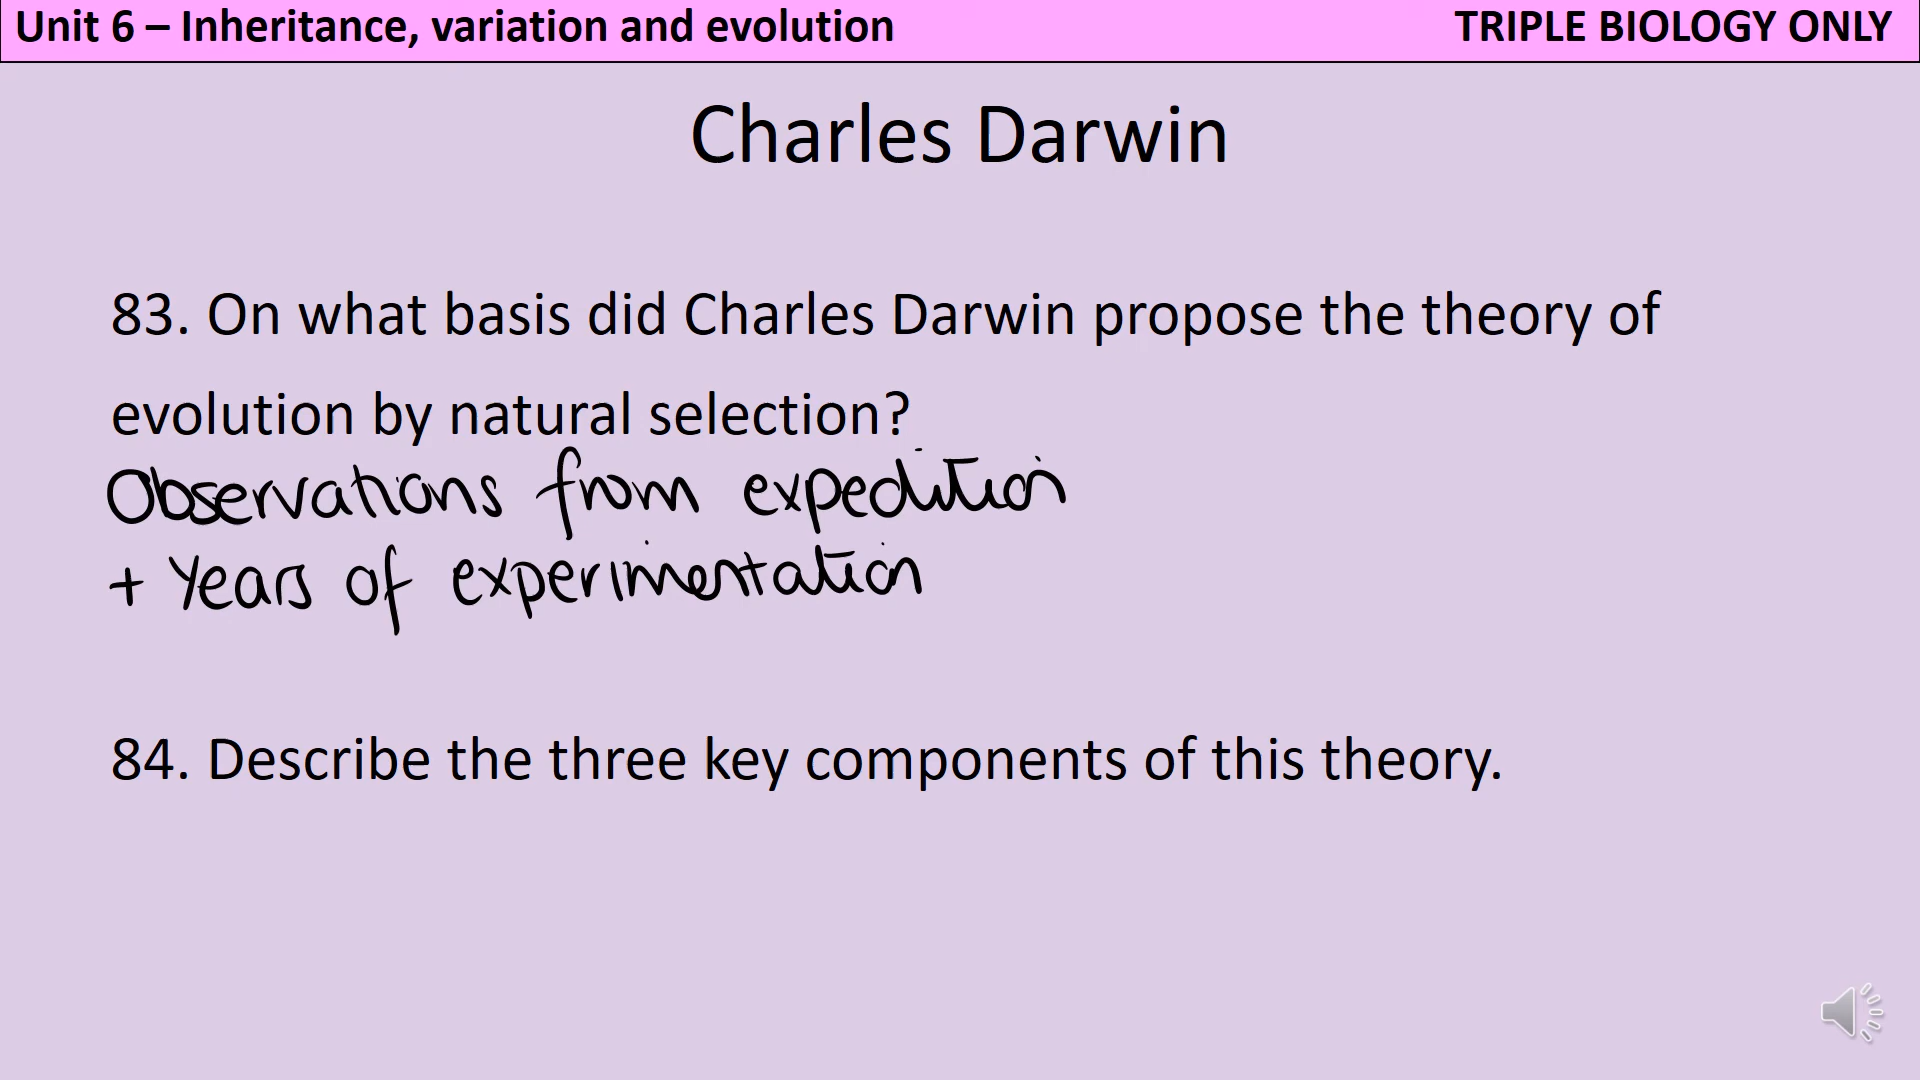 Unit 6 – Inheritance, variation and evolution TRIPLE BIOLOGY ONLY
Charles Darwin
83. On what basis did Charles Darwin propose the theory of
evolution by natural selection?
Observations from expedition
+ Years of experimentation
84. Describe the three key components of this theory.